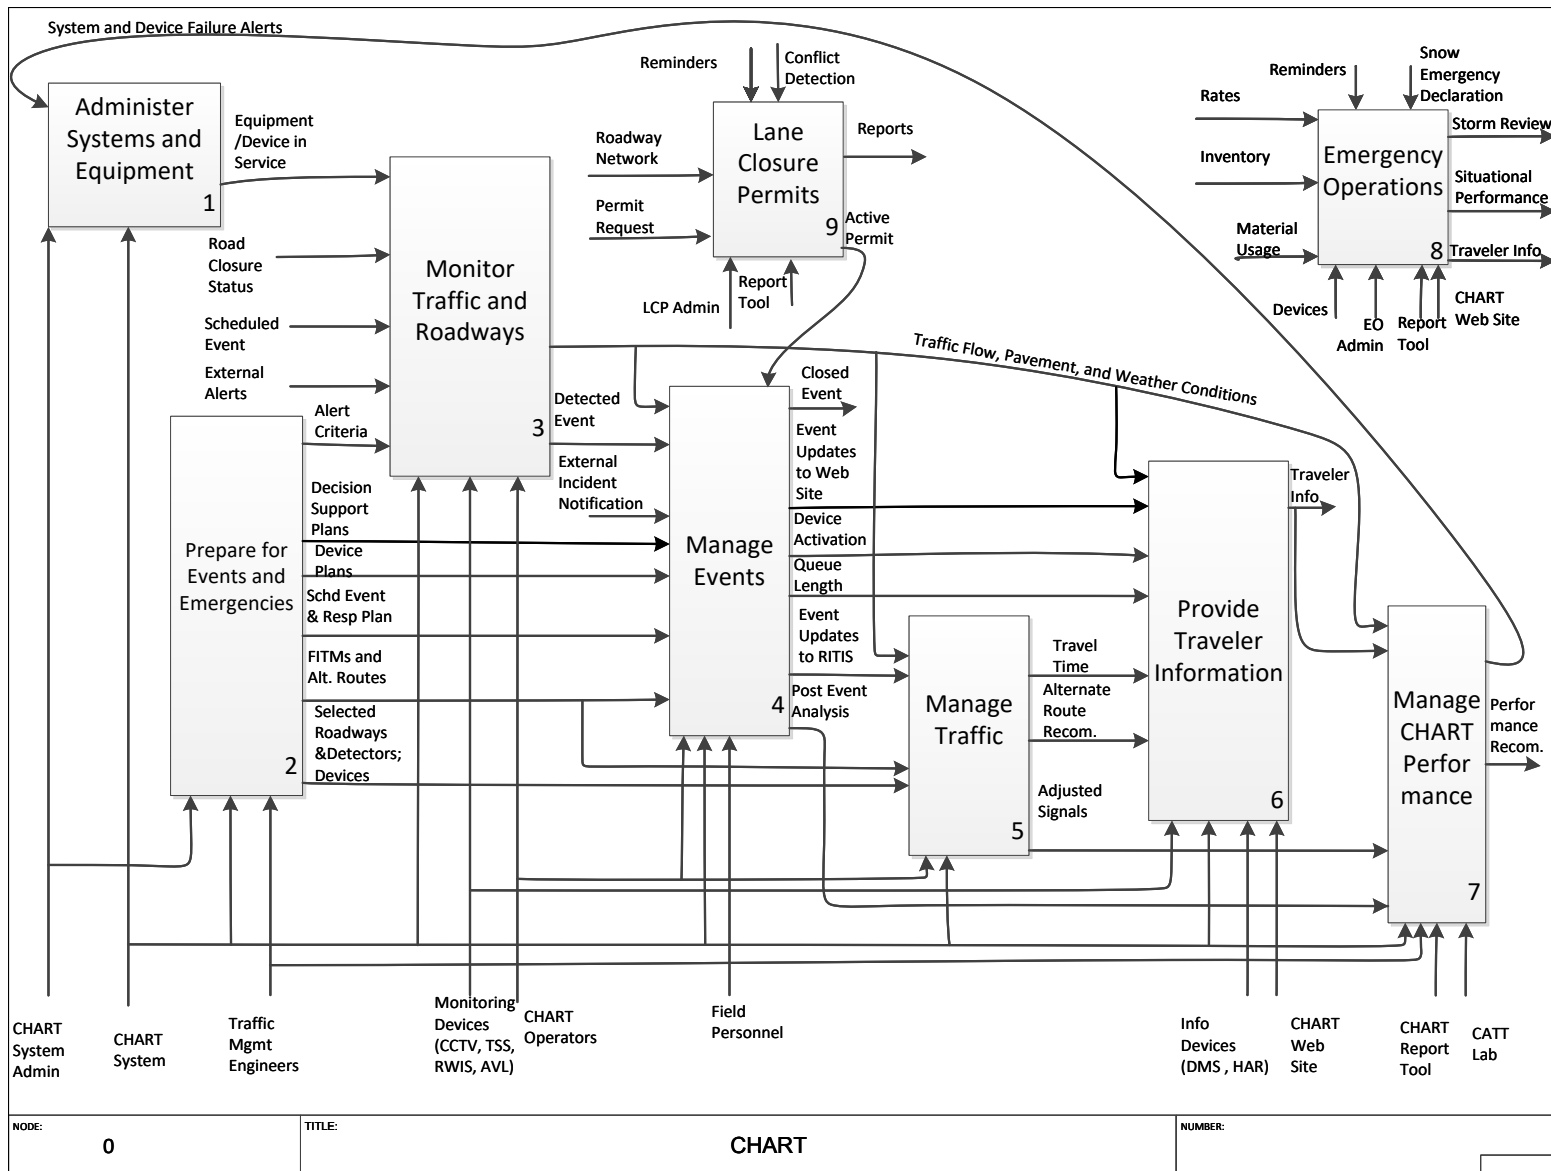 System and Device Failure Alerts
Administer
Systems and
Equipment
1
Equipment
/Device in
Service
Reminders
Conflict
Detection
Lane
Closure
Permits
9
Roadway
Network
Permit
Request
Reports
Active
Permit
LCP Admin
Report
Tool
Reminders
Snow
Emergency
Declaration
Rates
Inventory
Material
Usage
Emergency
Operations
8
Storm Review
Situational
Performance
Traveler Info
Devices
EO
Admin
Report
Tool
CHART
Web Site
Road
Closure
Status
Scheduled
Event
External
Alerts
Alert
Criteria
Monitor
Traffic and
Roadways
3
Traffic Flow, Pavement, and Weather Conditions
Detected
Event
External
Incident
Notification
Prepare for
Events and
Emergencies
2
Decision
Support
Plans
Device
Plans
Schd Event
& Resp Plan
FITMs and
Alt. Routes
Selected
Roadways
&Detectors;
Devices
Manage
Events
4
Closed
Event
Event
Updates
to Web
Site
Device
Activation
Queue
Length
Event
Updates
to RITIS
Post Event
Analysis
Manage
Traffic
5
Travel
Time
Alternate
Route
Recom.
Adjusted
Signals
Provide
Traveler
Information
6
Traveler
Info
Manage
CHART
Perfor
mance
7
Perfor
mance
Recom.
CHART
System
Admin
CHART
System
Traffic
Mgmt
Engineers
Monitoring
Devices
(CCTV, TSS,
RWIS, AVL)
CHART
Operators
Field
Personnel
Info
Devices
(DMS , HAR)
CHART
Web
Site
CHART
Report
Tool
CATT
Lab
NODE:
0
TITLE:
CHART
NUMBER: